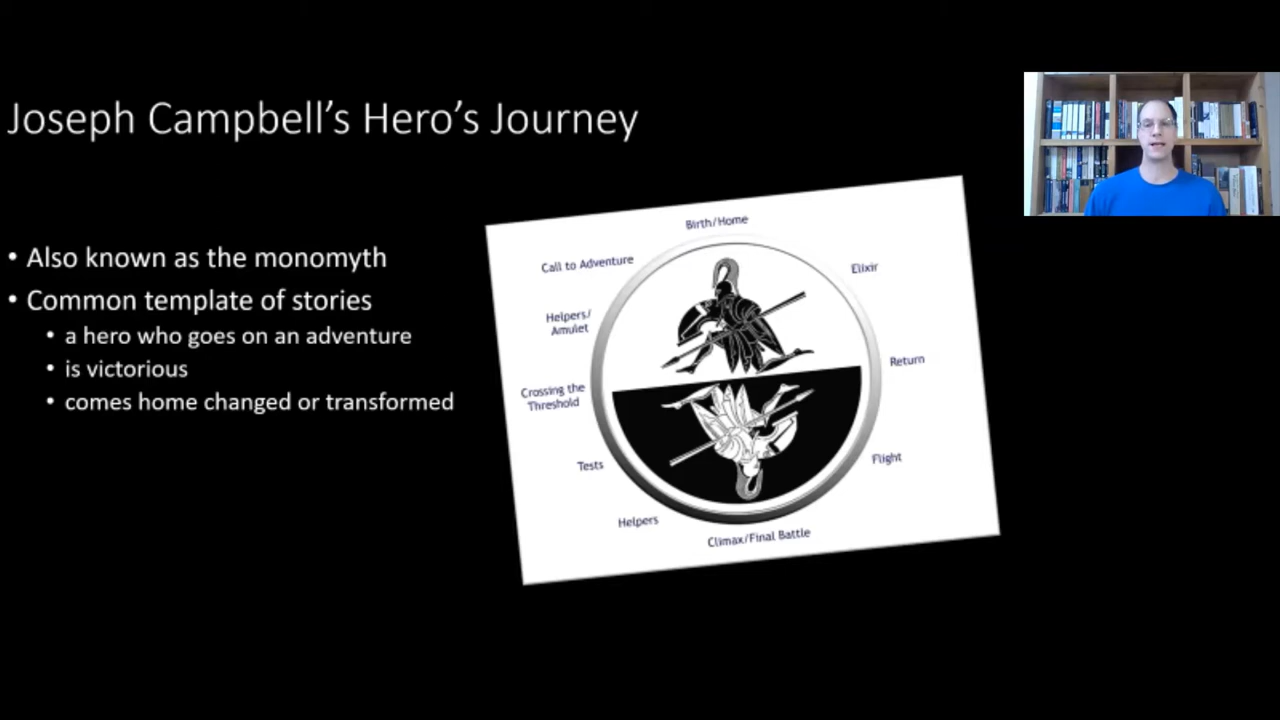 Joseph Campbell’s Hero’s Journey
• Also known as the monomyth
• Common template of stories
• a hero who goes on an adventure
• is victorious
• comes home changed or transformed
Birth/Home
Call to Adventure
Elixir
Helpers/
Amulet
Return
Crossing the
Threshold
Tests
Flight
Helpers
Climax/Final Battle